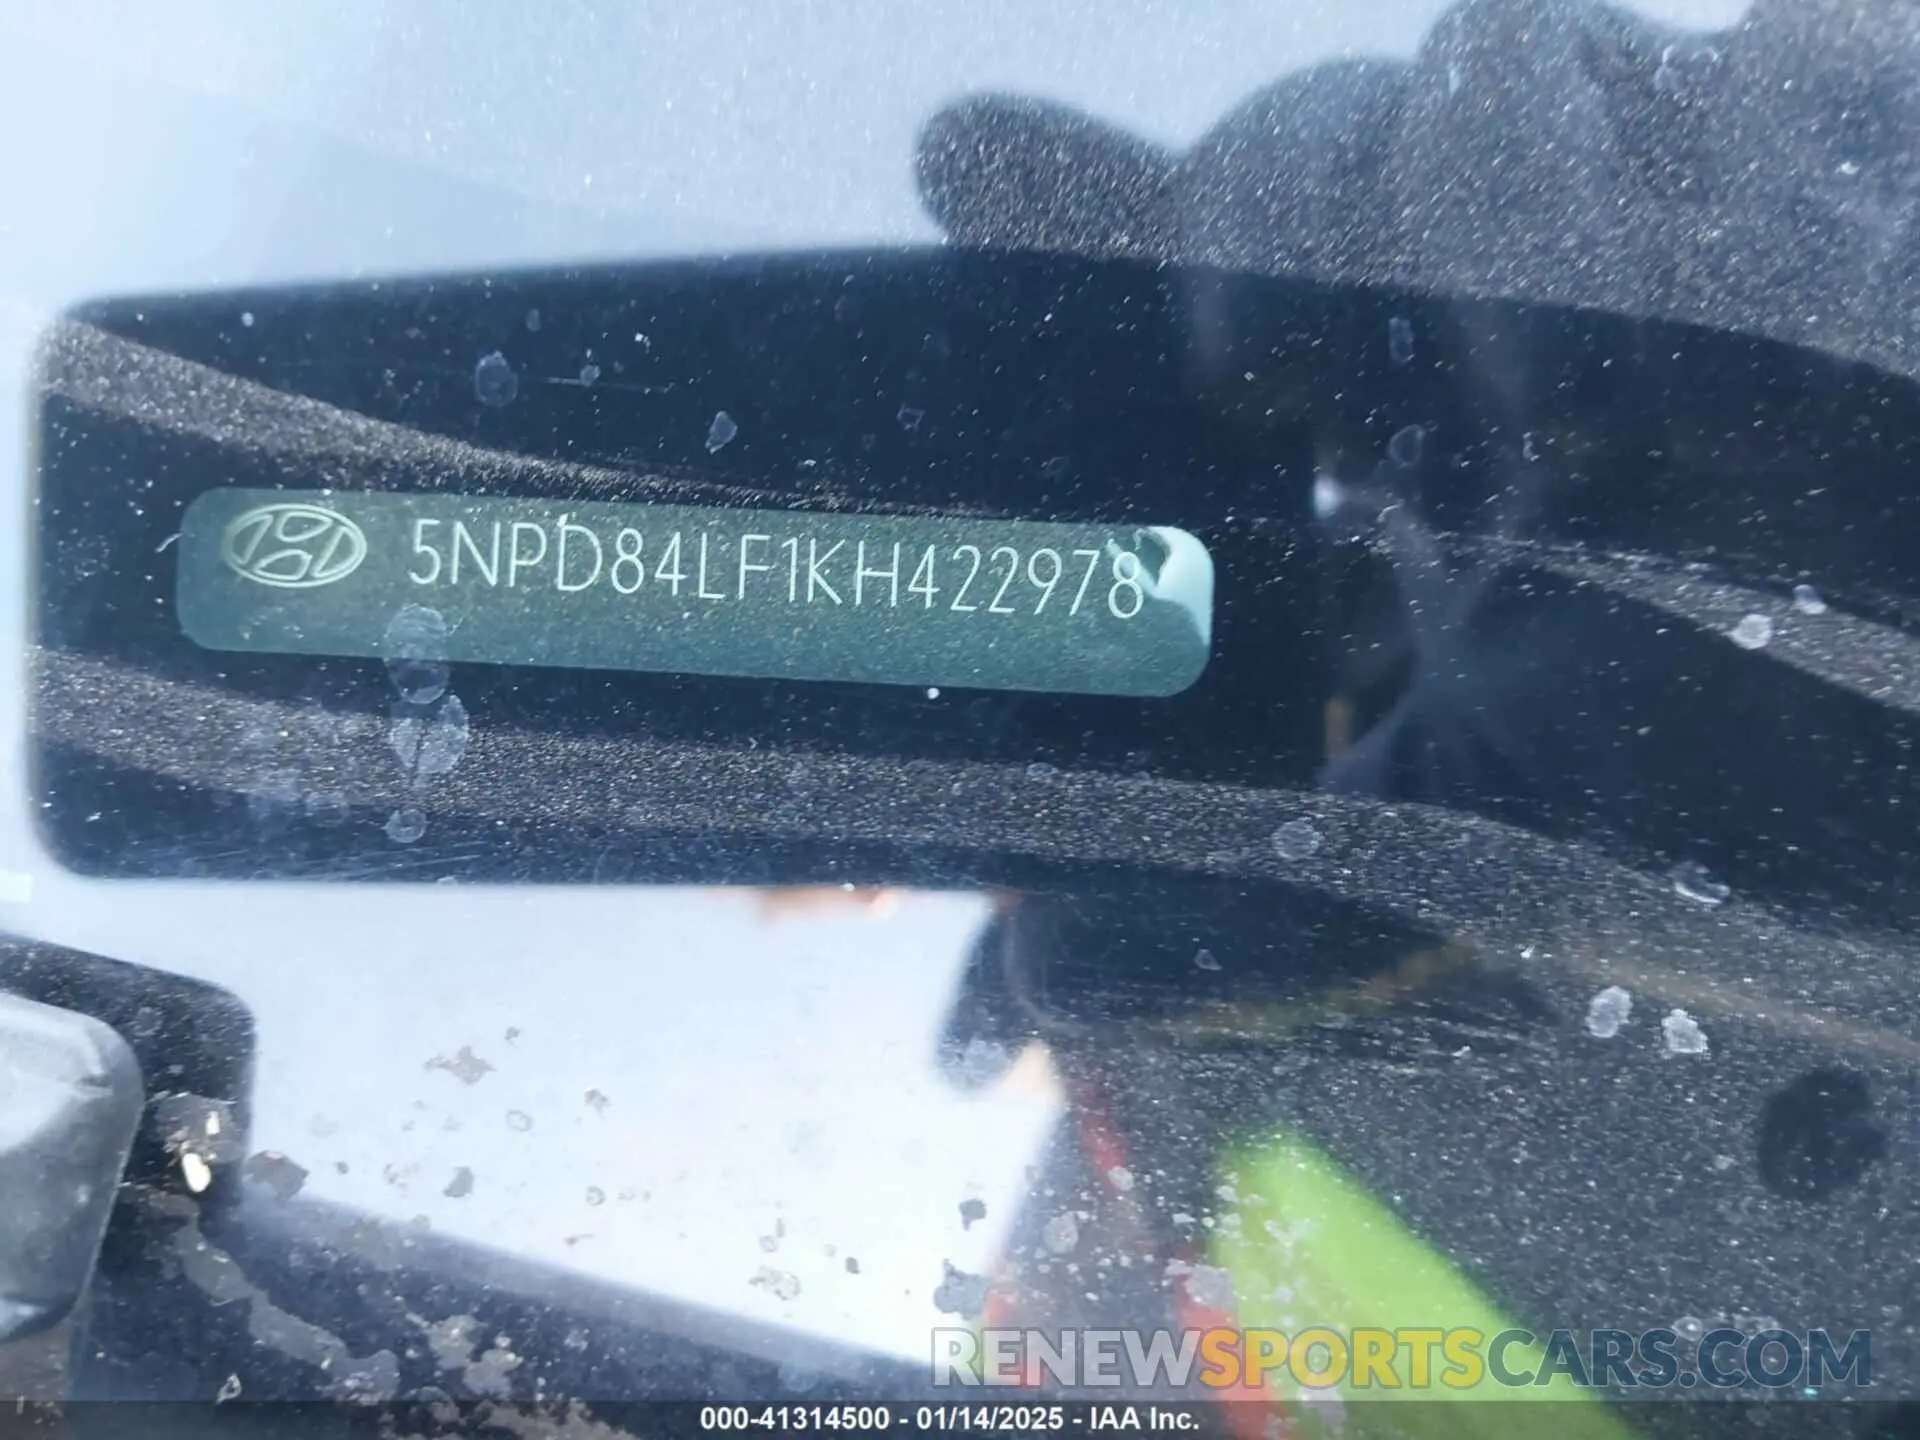 5NPD84LF1KH422978
RENEWSPORTSCARS.COM
000-41314500 - 01/14/2025 - IAA Inc.